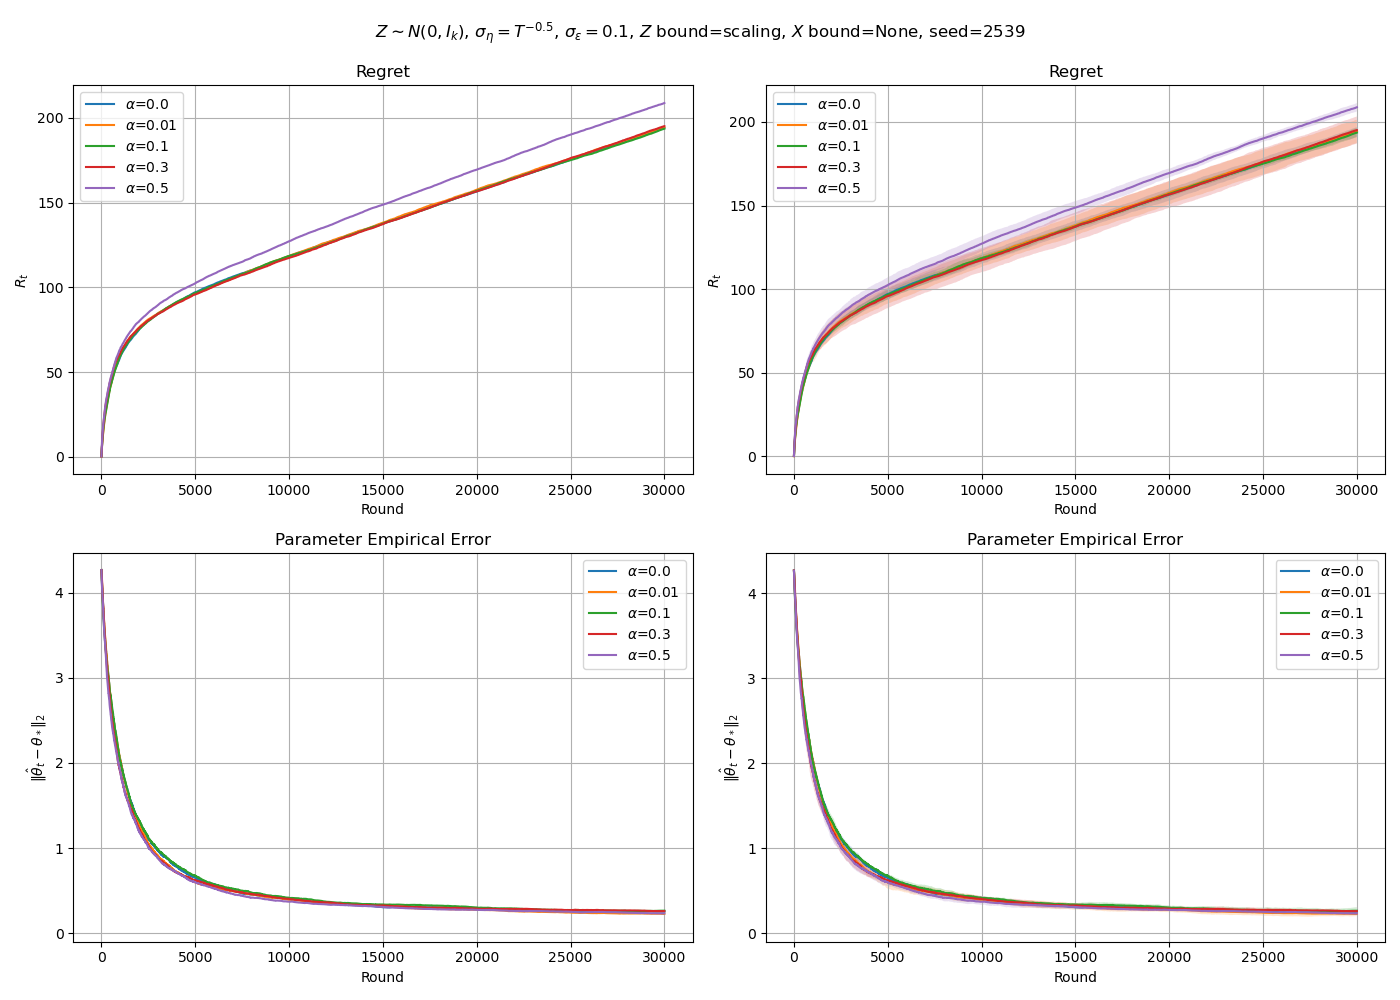 Z ∼ N(0, I_k), σ_η = T^{−0.5}, σ_ε = 0.1, Z bound=scaling, X bound=None, seed=2539
Regret
α=0.0
α=0.01
α=0.1
α=0.3
α=0.5
200
150
100
50
0
R_t
0 5000 10000 15000 20000 25000 30000
Round
Regret
α=0.0
α=0.01
α=0.1
α=0.3
α=0.5
200
150
100
50
0
R_t
0 5000 10000 15000 20000 25000 30000
Round
Parameter Empirical Error
α=0.0
α=0.01
α=0.1
α=0.3
α=0.5
4
3
2
1
0
‖θ̂_t − θ_*‖_2
0 5000 10000 15000 20000 25000 30000
Round
Parameter Empirical Error
α=0.0
α=0.01
α=0.1
α=0.3
α=0.5
4
3
2
1
0
‖θ̂_t − θ_*‖_2
0 5000 10000 15000 20000 25000 30000
Round